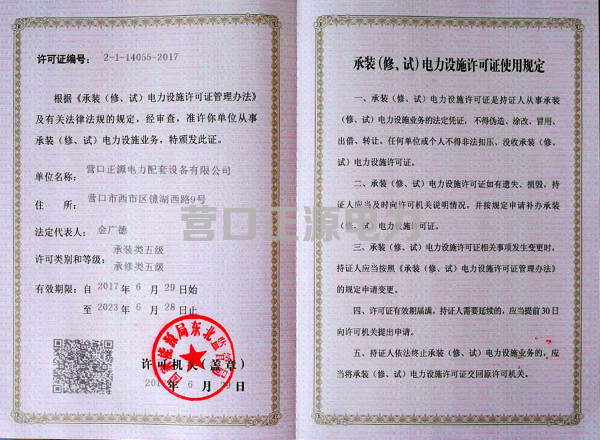 许可证编号： 2-1-14055-2017
根据《承装（修、试）电力设施许可证管理办法》
及有关法律法规的规定，经审查，准许你单位从事
承装（修、试）电力设施业务，特颁发此证。
单位名称： 营口正源电力配套设备有限公司
住 所： 营口市西市区镜湖西路9号
法定代表人： 金广德
许可类别和等级： 承装类五级
承修类五级
有效期限：自 2017 年 6 月 29 日始
至 2023 年 6 月 28 日止
国家能源局东北监管局
许可机关（盖章）
2017年 6 月 29 日
承装（修、试）电力设施许可证使用规定
一、承装（修、试）电力设施许可证是持证人从事承装
（修、试）电力设施业务的法定凭证，不得伪造、涂改、冒用、
出借、转让，任何单位或个人不得非法扣压、没收承装（修、
试）电力设施许可证。
二、承装（修、试）电力设施许可证如有遗失、损毁，持
证人应当及时向许可机关说明情况，并按规定申请补办承装
（修、试）电力设施许可证。
三、承装（修、试）电力设施许可证相关事项发生变更时，
持证人应当按照《承装（修、试）电力设施许可证管理办法》
的规定申请变更。
四、许可证有效期届满，持证人需要延续的，应当提前30日
向许可机关提出申请。
五、持证人依法终止承装（修、试）电力设施业务的，应
当将承装（修、试）电力设施许可证交回原许可机关。
营口正源电力